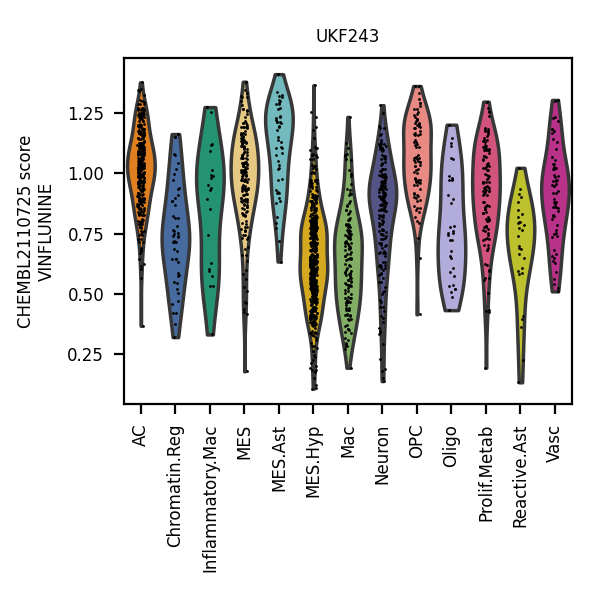 UKF243
CHEMBL2110725 score
VINFLUNINE
1.25
1.00
0.75
0.50
0.25
AC
Chromatin.Reg
Inflammatory.Mac
MES
MES.Ast
MES.Hyp
Mac
Neuron
OPC
Oligo
Prolif.Metab
Reactive.Ast
Vasc